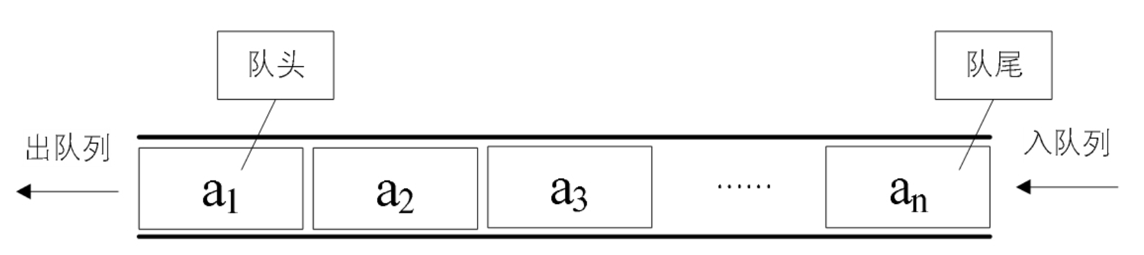 队头
队尾
出队列
入队列
a1 a2 a3 ...... an